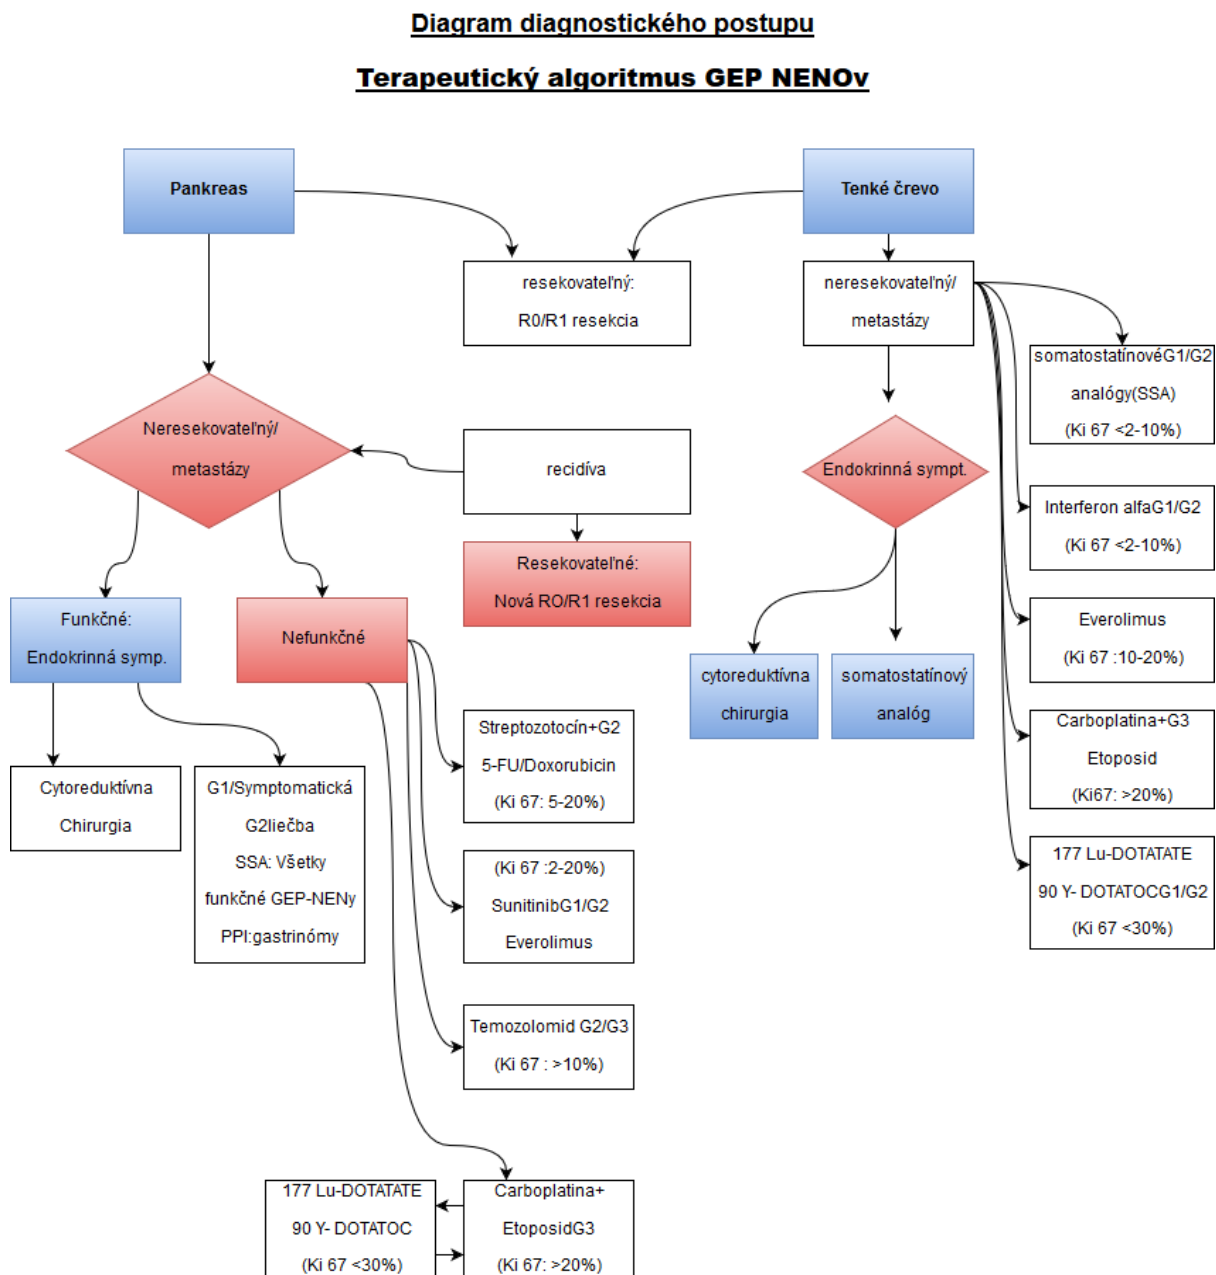 Diagram diagnostického postupu
Terapeutický algoritmus GEP NENOv
Pankreas
Tenké črevo
resekovateľný:
R0/R1 resekcia
neresekovateľný/
metastázy
somatostatínovéG1/G2
analógy(SSA)
(Ki 67 <2-10%)
Neresekovateľný/
metastázy
recidíva
Endokrinná sympt.
Interferon alfaG1/G2
(Ki 67 <2-10%)
Resekovateľné:
Nová RO/R1 resekcia
Funkčné:
Endokrinná symp.
Nefunkčné
Everolimus
(Ki 67 :10-20%)
cytoreduktívna
chirurgia
somatostatínový
analóg
Streptozotocín+G2
5-FU/Doxorubicin
(Ki 67: 5-20%)
Carboplatina+G3
Etoposid
(Ki67: >20%)
Cytoreduktívna
Chirurgia
G1/Symptomatická
G2liečba
SSA: Všetky
funkčné GEP-NENy
PPI:gastrinómy
(Ki 67 :2-20%)
SunitinibG1/G2
Everolimus
177 Lu-DOTATATE
90 Y- DOTATOCG1/G2
(Ki 67 <30%)
Temozolomid G2/G3
(Ki 67 : >10%)
177 Lu-DOTATATE
90 Y- DOTATOC
(Ki 67 <30%)
Carboplatina+
EtoposidG3
(Ki 67: >20%)